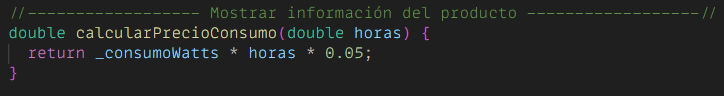 //----------------- Mostrar información del producto -----------------//
double calcularPrecioConsumo(double horas) {
  return _consumoWatts * horas * 0.05;
}